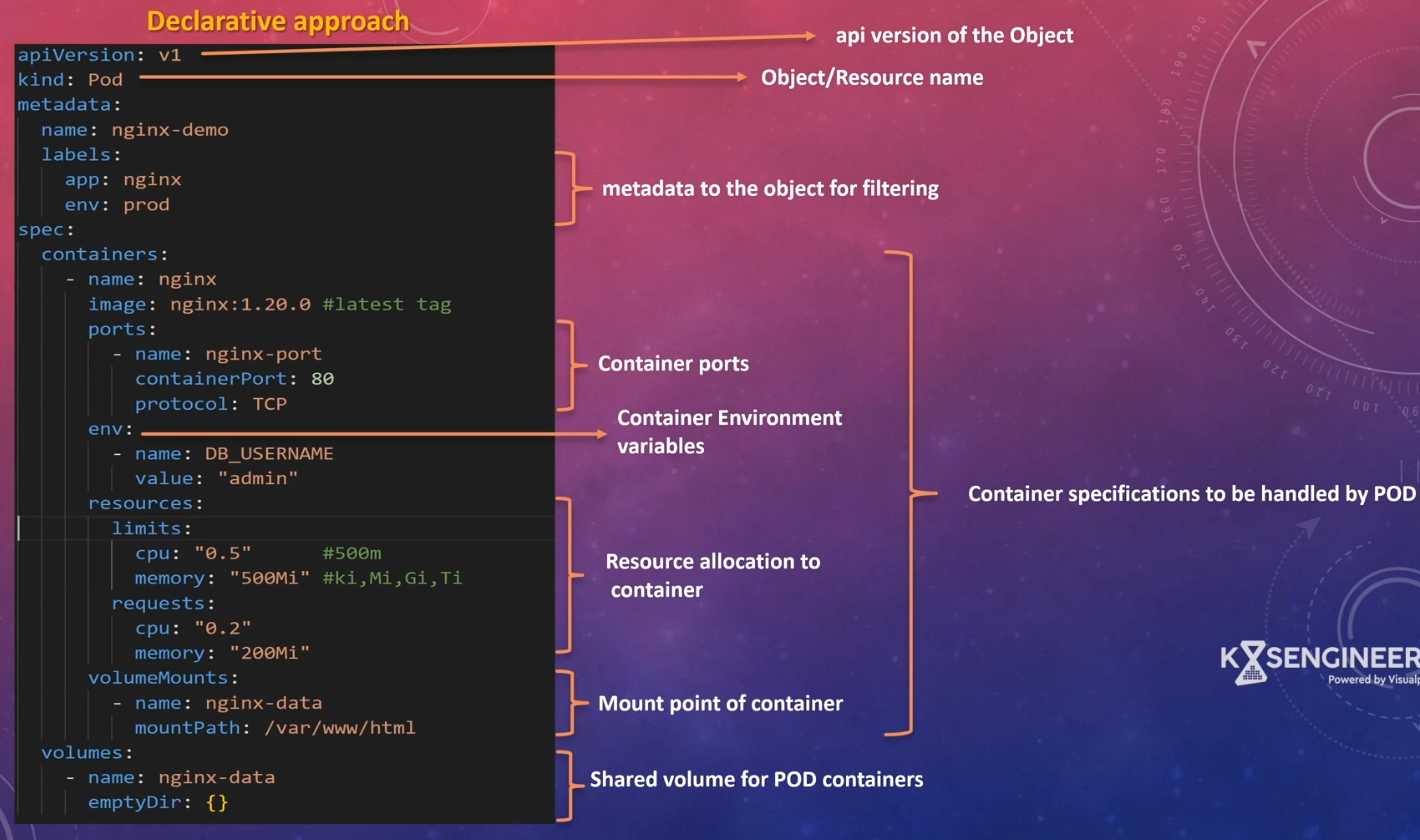 Declarative approach
apiVersion: v1
api version of the Object
kind: Pod
Object/Resource name
metadata:
  name: nginx-demo
  labels:
    app: nginx
    env: prod
metadata to the object for filtering
spec:
  containers:
    - name: nginx
      image: nginx:1.20.0 #latest tag
      ports:
        - name: nginx-port
          containerPort: 80
          protocol: TCP
Container ports
      env:
Container Environment
variables
        - name: DB_USERNAME
          value: "admin"
      resources:
        limits:
          cpu: "0.5"      #500m
          memory: "500Mi" #ki,Mi,Gi,Ti
        requests:
          cpu: "0.2"
          memory: "200Mi"
Resource allocation to
container
      volumeMounts:
        - name: nginx-data
          mountPath: /var/www/html
Mount point of container
Container specifications to be handled by POD
  volumes:
    - name: nginx-data
      emptyDir: {}
Shared volume for POD containers
K8SENGINEER
Powered by Visualp
200
190
180
170
160
150
140
130
120
110
100